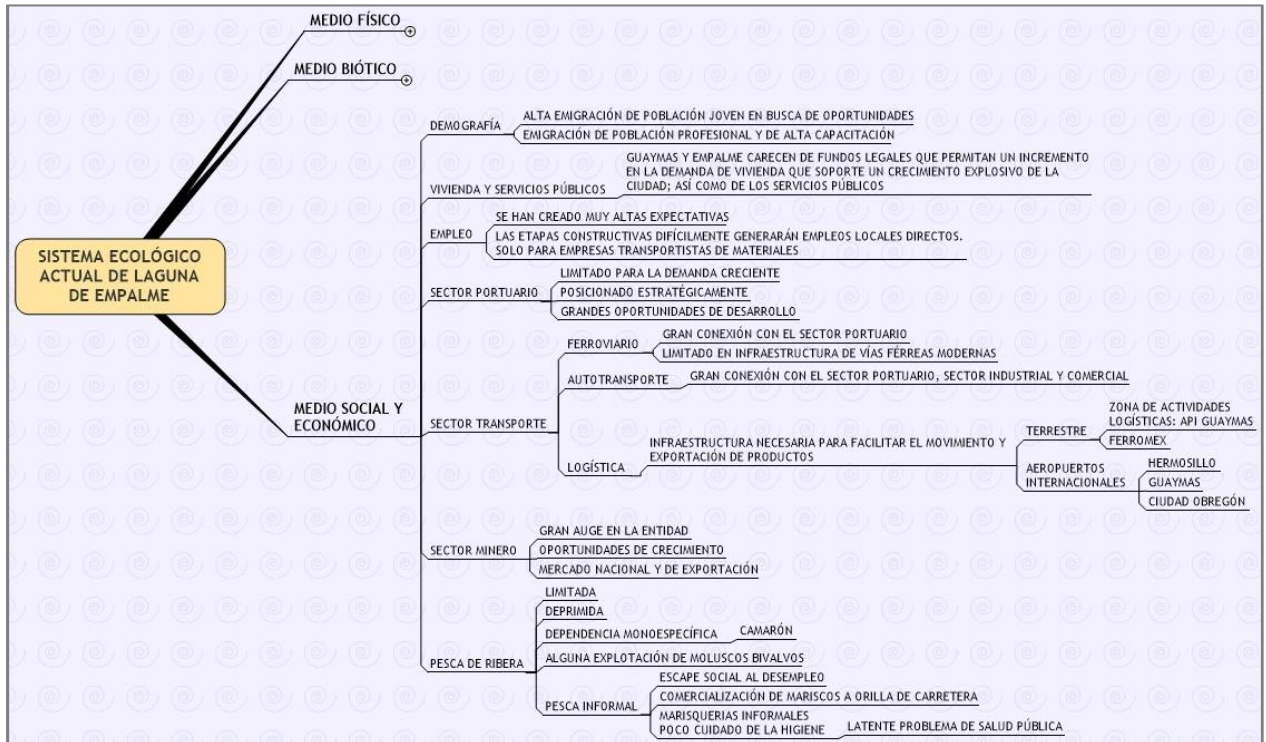 MEDIO FÍSICO
MEDIO BIÓTICO
SISTEMA ECOLÓGICO
ACTUAL DE LAGUNA
DE EMPALME
MEDIO SOCIAL Y
ECONÓMICO
DEMOGRAFÍA
ALTA EMIGRACIÓN DE POBLACIÓN JOVEN EN BUSCA DE OPORTUNIDADES
EMIGRACIÓN DE POBLACIÓN PROFESIONAL Y DE ALTA CAPACITACIÓN
VIVIENDA Y SERVICIOS PÚBLICOS
GUAYMAS Y EMPALME CARECEN DE FUNDOS LEGALES QUE PERMITAN UN INCREMENTO
EN LA DEMANDA DE VIVIENDA QUE SOPORTE UN CRECIMIENTO EXPLOSIVO DE LA
CIUDAD; ASÍ COMO DE LOS SERVICIOS PÚBLICOS
EMPLEO
SE HAN CREADO MUY ALTAS EXPECTATIVAS
LAS ETAPAS CONSTRUCTIVAS DIFÍCILMENTE GENERARÁN EMPLEOS LOCALES DIRECTOS.
SOLO PARA EMPRESAS TRANSPORTISTAS DE MATERIALES
SECTOR PORTUARIO
LIMITADO PARA LA DEMANDA CRECIENTE
POSICIONADO ESTRATÉGICAMENTE
GRANDES OPORTUNIDADES DE DESARROLLO
SECTOR TRANSPORTE
FERROVIARIO
GRAN CONEXIÓN CON EL SECTOR PORTUARIO
LIMITADO EN INFRAESTRUCTURA DE VÍAS FÉRREAS MODERNAS
AUTOTRANSPORTE
GRAN CONEXIÓN CON EL SECTOR PORTUARIO, SECTOR INDUSTRIAL Y COMERCIAL
LOGÍSTICA
INFRAESTRUCTURA NECESARIA PARA FACILITAR EL MOVIMIENTO Y
EXPORTACIÓN DE PRODUCTOS
TERRESTRE
ZONA DE ACTIVIDADES
LOGÍSTICAS: API GUAYMAS
FERROMEX
AEROPUERTOS
INTERNACIONALES
HERMOSILLO
GUAYMAS
CIUDAD OBREGÓN
SECTOR MINERO
GRAN AUGE EN LA ENTIDAD
OPORTUNIDADES DE CRECIMIENTO
MERCADO NACIONAL Y DE EXPORTACIÓN
PESCA DE RIBERA
LIMITADA
DEPRIMIDA
DEPENDENCIA MONOESPECÍFICA
CAMARÓN
ALGUNA EXPLOTACIÓN DE MOLUSCOS BIVALVOS
PESCA INFORMAL
ESCAPE SOCIAL AL DESEMPLEO
COMERCIALIZACIÓN DE MARISCOS A ORILLA DE CARRETERA
MARISQUERIAS INFORMALES
POCO CUIDADO DE LA HIGIENE
LATENTE PROBLEMA DE SALUD PÚBLICA